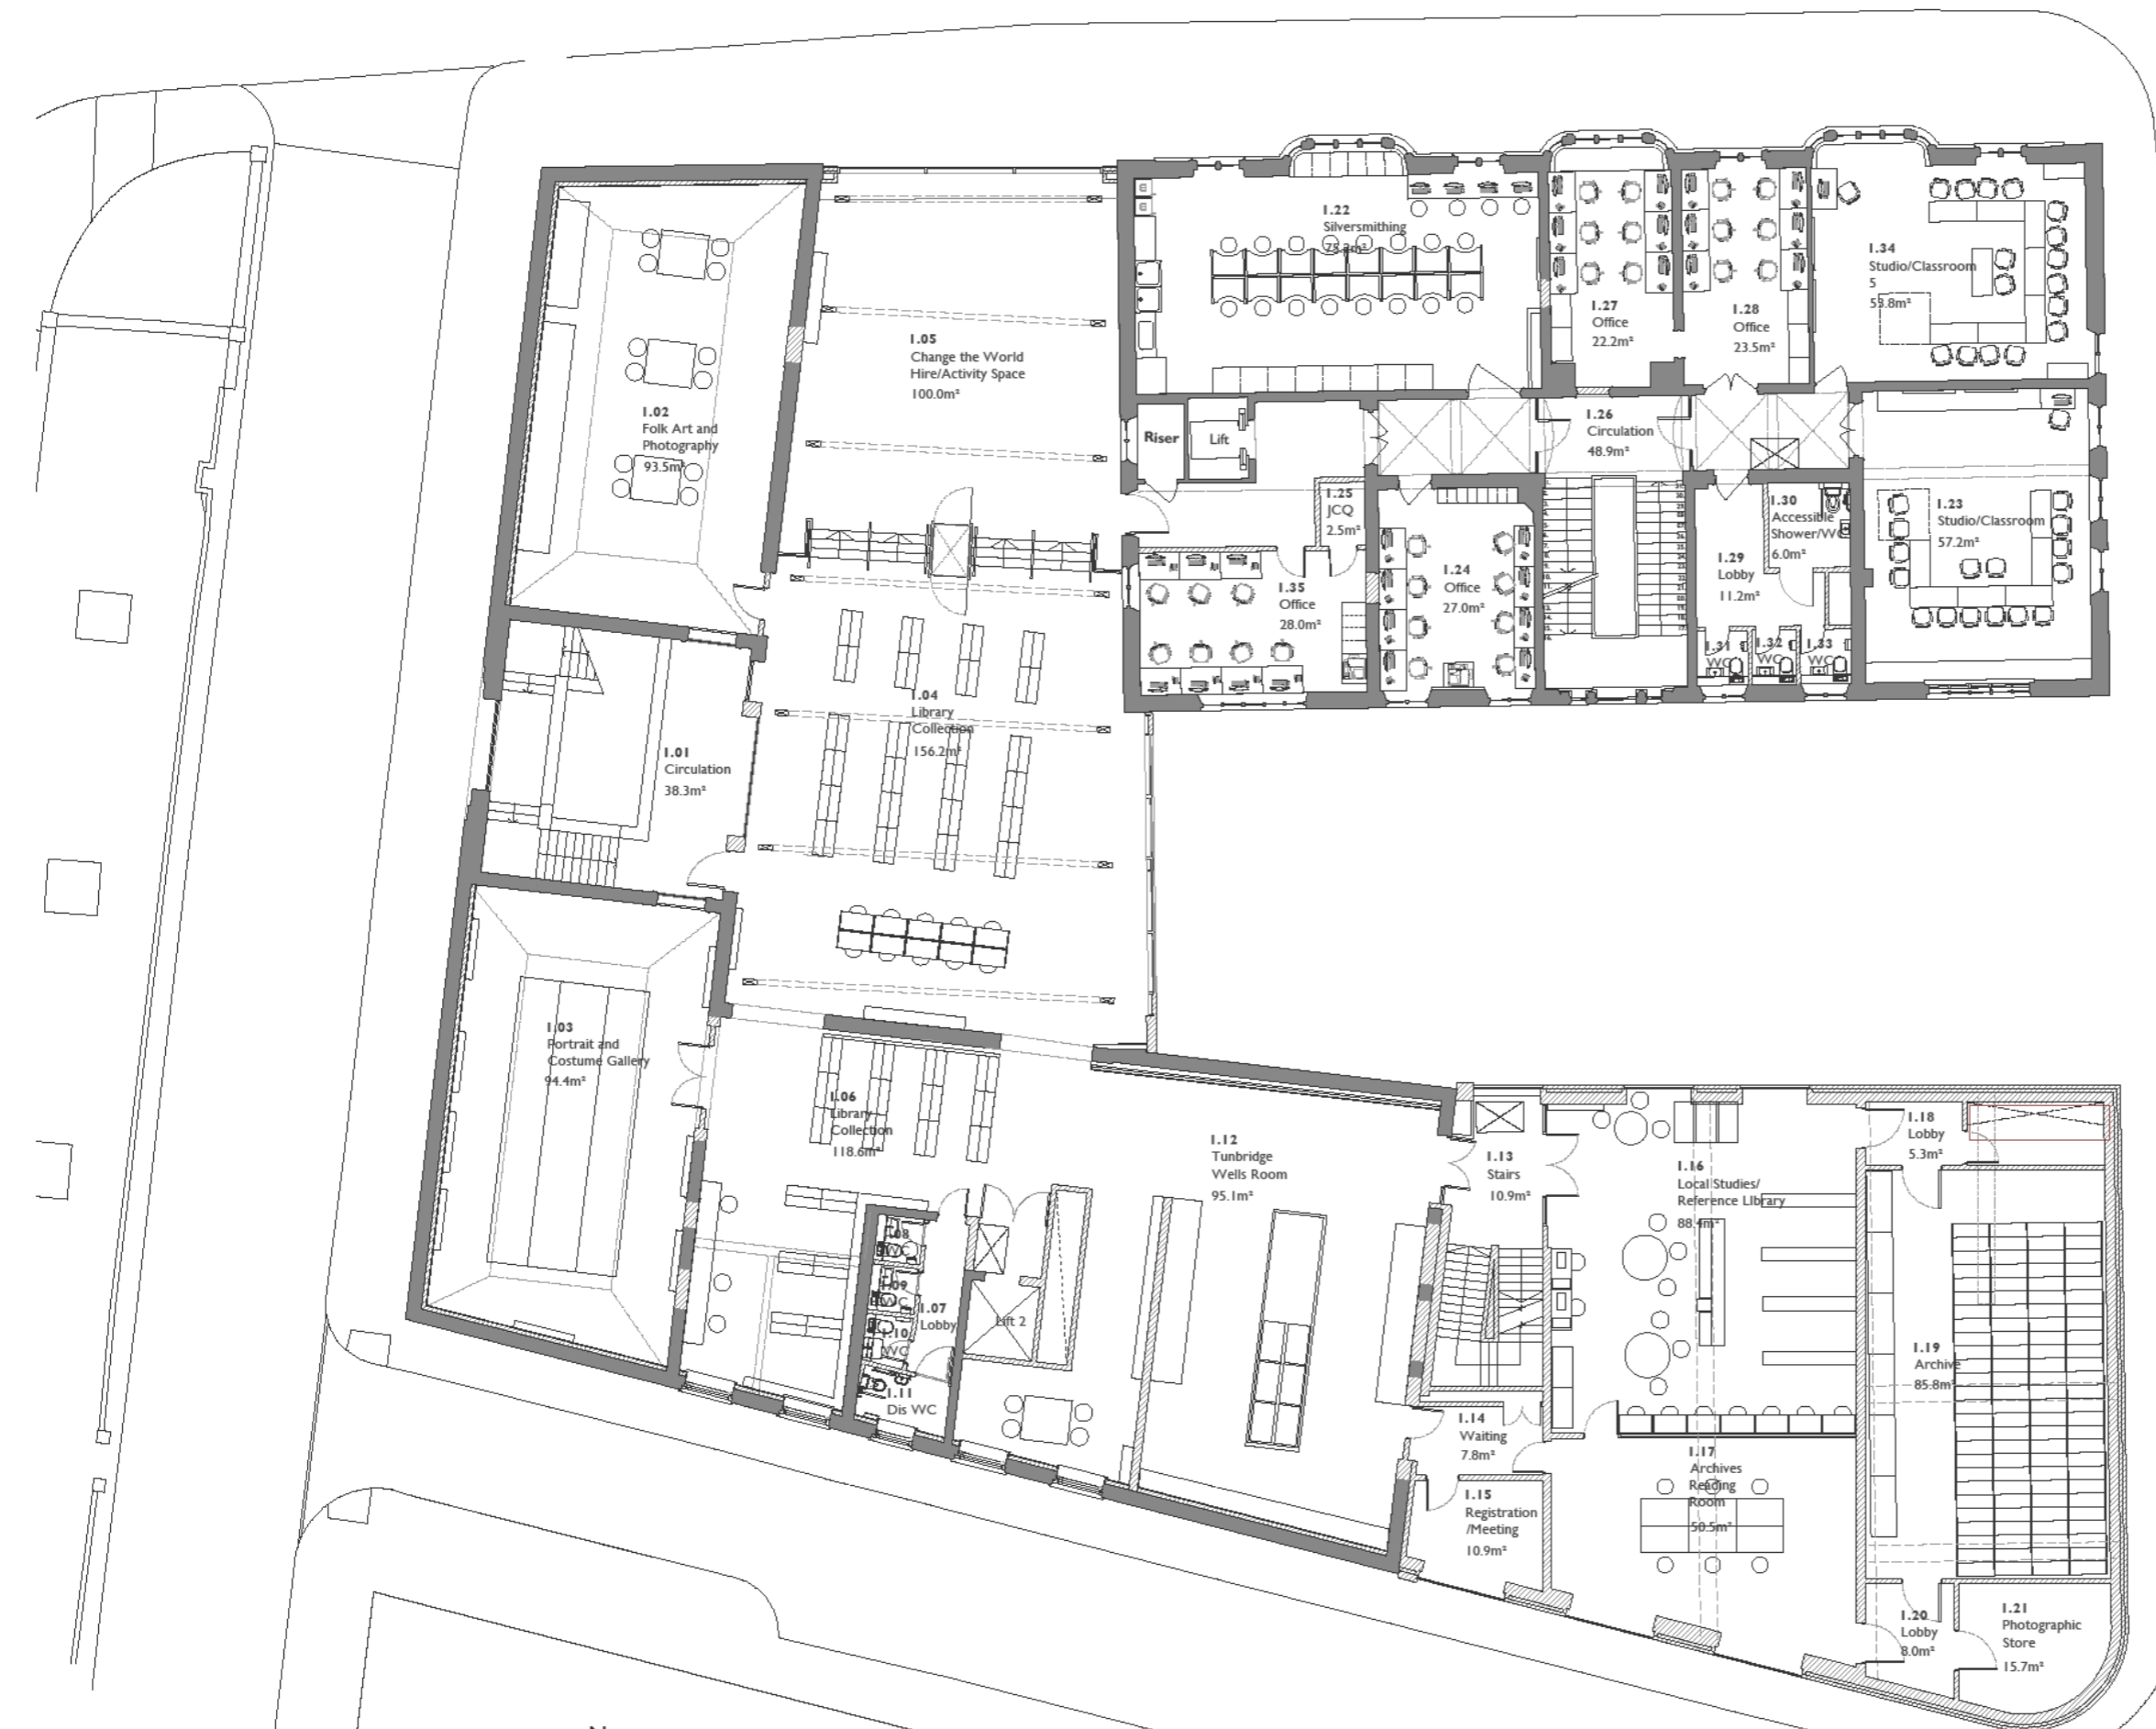 1.22
Silversmithing
75.2m²
1.27
Office
22.2m²
1.28
Office
23.5m²
1.34
Studio/Classroom
5
53.8m²
1.05
Change the World
Hire/Activity Space
100.0m²
1.02
Folk Art and
Photography
93.5m²
Riser
Lift
1.26
Circulation
48.9m²
1.25
JCQ
2.5m²
1.30
Accessible
Shower/WC
6.0m²
1.23
Studio/Classroom
57.2m²
1.29
Lobby
11.2m²
1.24
Office
27.0m²
1.35
Office
28.0m²
1.31
WC
1.32
WC
1.33
WC
1.04
Library
Collection
156.2m²
1.01
Circulation
38.3m²
1.03
Portrait and
Costume Gallery
94.4m²
1.06
Library
Collection
118.6m²
1.12
Tunbridge
Wells Room
95.1m²
1.13
Stairs
10.9m²
1.16
Local Studies/
Reference LIbrary
88.4m²
1.18
Lobby
5.3m²
1.08
WC
1.09
WC
1.07
Lobby
1.10
WC
Lift 2
1.11
Dis WC
1.19
Archive
85.8m²
1.14
Waiting
7.8m²
1.17
Archives
Reading
Room
50.5m²
1.15
Registration
/Meeting
10.9m²
1.20
Lobby
8.0m²
1.21
Photographic
Store
15.7m²